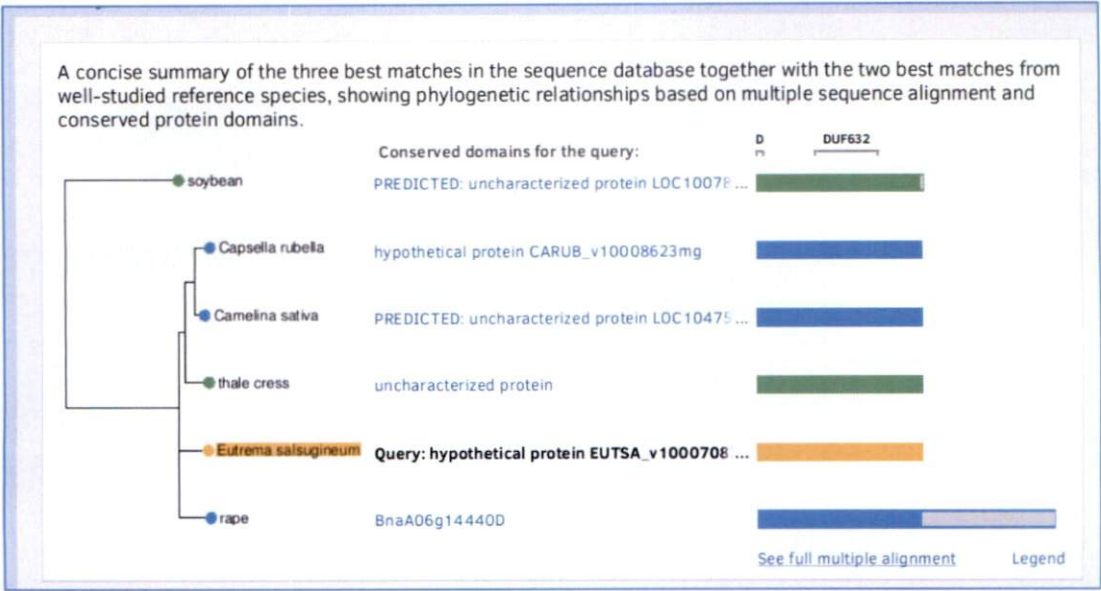 A concise summary of the three best matches in the sequence database together with the two best matches from
well-studied reference species, showing phylogenetic relationships based on multiple sequence alignment and
conserved protein domains.
Conserved domains for the query: D DUF632
soybean PREDICTED: uncharacterized protein LOC10078 ...
Capsella rubella hypothetical protein CARUB_v10008623mg
Camelina sativa PREDICTED: uncharacterized protein LOC10475 ...
thale cress uncharacterized protein
Eutrema salsugineum Query: hypothetical protein EUTSA_v1000708 ...
rape BnaA06g14440D
See full multiple alignment Legend